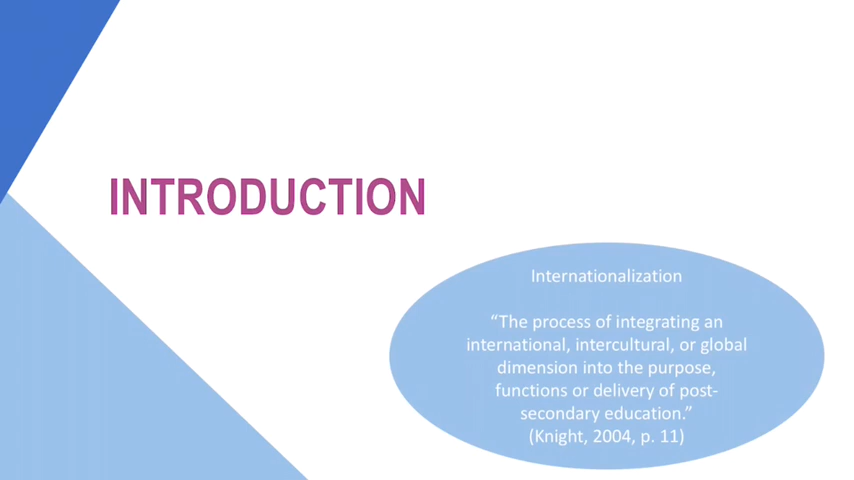 INTRODUCTION
Internationalization
“The process of integrating an
international, intercultural, or global
dimension into the purpose,
functions or delivery of post-
secondary education.”
(Knight, 2004, p. 11)